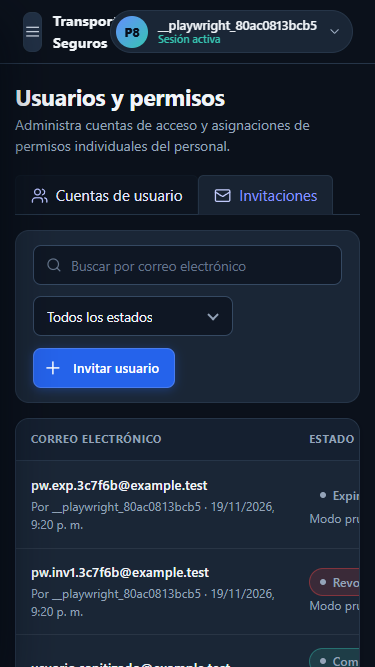 Transpor
Seguros
P8
__playwright_80ac0813bcb5
Sesión activa
Usuarios y permisos
Administra cuentas de acceso y asignaciones de
permisos individuales del personal.
Cuentas de usuario
Invitaciones
Buscar por correo electrónico
Todos los estados
Invitar usuario
CORREO ELECTRÓNICO
ESTADO
pw.exp.3c7f6b@example.test
Expir
Por __playwright_80ac0813bcb5 · 19/11/2026,
Modo pru
9:20 p. m.
pw.inv1.3c7f6b@example.test
Revo
Por __playwright_80ac0813bcb5 · 19/11/2026,
Modo pru
9:20 p. m.
Com